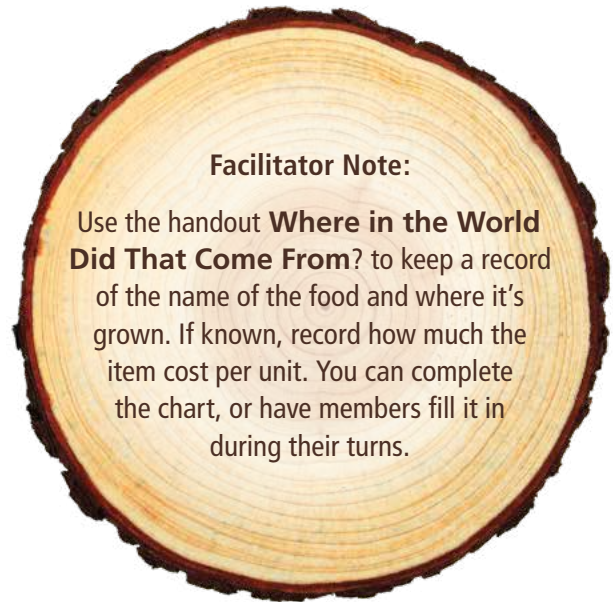 Facilitator Note:
Use the handout Where in the World
Did That Come From? to keep a record
of the name of the food and where it’s
grown. If known, record how much the
item cost per unit. You can complete
the chart, or have members fill it in
during their turns.